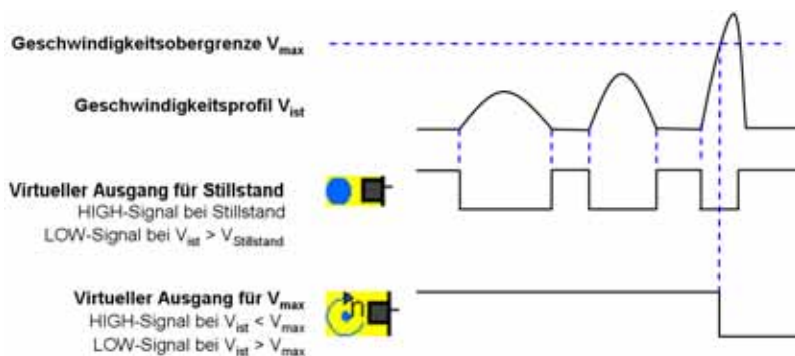 Geschwindigkeitsobergrenze Vmax
Geschwindigkeitsprofil Vist
Virtueller Ausgang für Stillstand
HIGH-Signal bei Stillstand
LOW-Signal bei Vist > VStillstand
Virtueller Ausgang für Vmax
HIGH-Signal bei Vist < Vmax
LOW-Signal bei Vist > Vmax
n